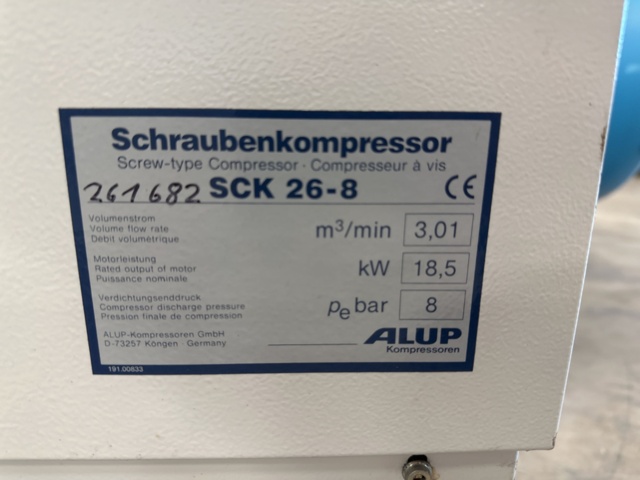 Schraubenkompressor
Screw-type Compressor · Compresseur à vis
261682 SCK 26-8 CE
Volumenstrom
Volume flow rate
Débit volumétrique
m³/min 3,01
Motorleistung
Rated output of motor
Puissance nominale
kW 18,5
Verdichtungsenddruck
Compressor discharge pressure
Pression finale de compression
pe bar 8
ALUP-Kompressoren GmbH
D-73257 Köngen · Germany
ALUP
Kompressoren
191.00833